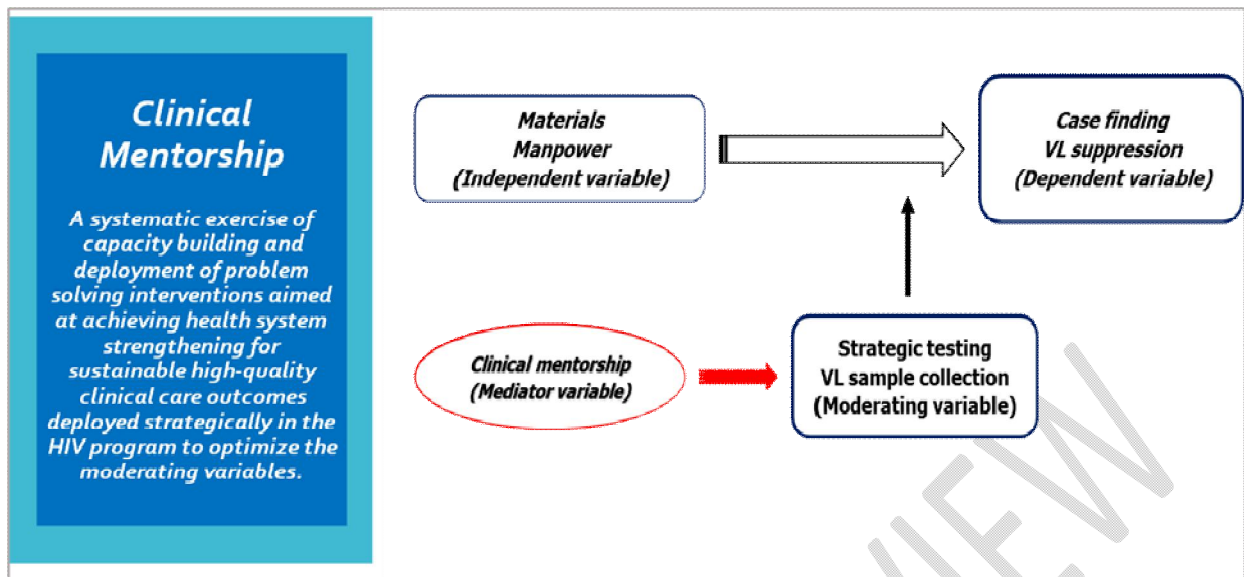 Clinical
Mentorship
A systematic exercise of
capacity building and
deployment of problem
solving interventions aimed
at achieving health system
strengthening for
sustainable high-quality
clinical care outcomes
deployed strategically in the
HIV program to optimize the
moderating variables.
Materials
Manpower
(Independent variable)
Case finding
VL suppression
(Dependent variable)
Clinical mentorship
(Mediator variable)
Strategic testing
VL sample collection
(Moderating variable)
VIEW